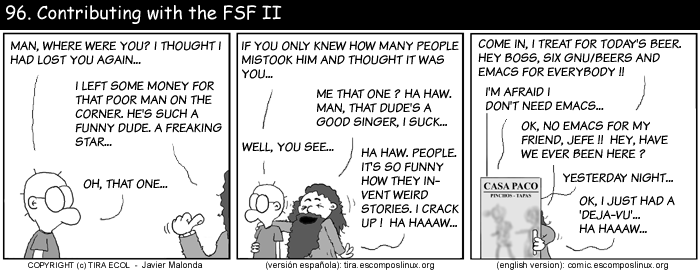 96. Contributing with the FSF II
MAN, WHERE WERE YOU? I THOUGHT I
HAD LOST YOU AGAIN...
I LEFT SOME MONEY FOR
THAT POOR MAN ON THE
CORNER. HE'S SUCH A
FUNNY DUDE. A FREAKING
STAR...
OH, THAT ONE...
IF YOU ONLY KNEW HOW MANY PEOPLE
MISTOOK HIM AND THOUGHT IT WAS
YOU...
ME THAT ONE ? HA HAW.
MAN, THAT DUDE'S A
GOOD SINGER, I SUCK...
WELL, YOU SEE...
HA HAW. PEOPLE.
IT'S SO FUNNY
HOW THEY IN-
VENT WEIRD
STORIES. I CRACK
UP ! HA HAAAW...
COME IN, I TREAT FOR TODAY'S BEER.
HEY BOSS, SIX GNU/BEERS AND
EMACS FOR EVERYBODY !!
I'M AFRAID I
DON'T NEED EMACS...
OK, NO EMACS FOR MY
FRIEND, JEFE !! HEY, HAVE
WE EVER BEEN HERE ?
YESTERDAY NIGHT...
OK, I JUST HAD A
'DEJA-VU'...
HA HAAAW...
CASA PACO
PINCHOS - TAPAS
COPYRIGHT (c) TIRA ECOL - Javier Malonda
(versión española): tira.escomposlinux.org
(english version): comic.escomposlinux.org